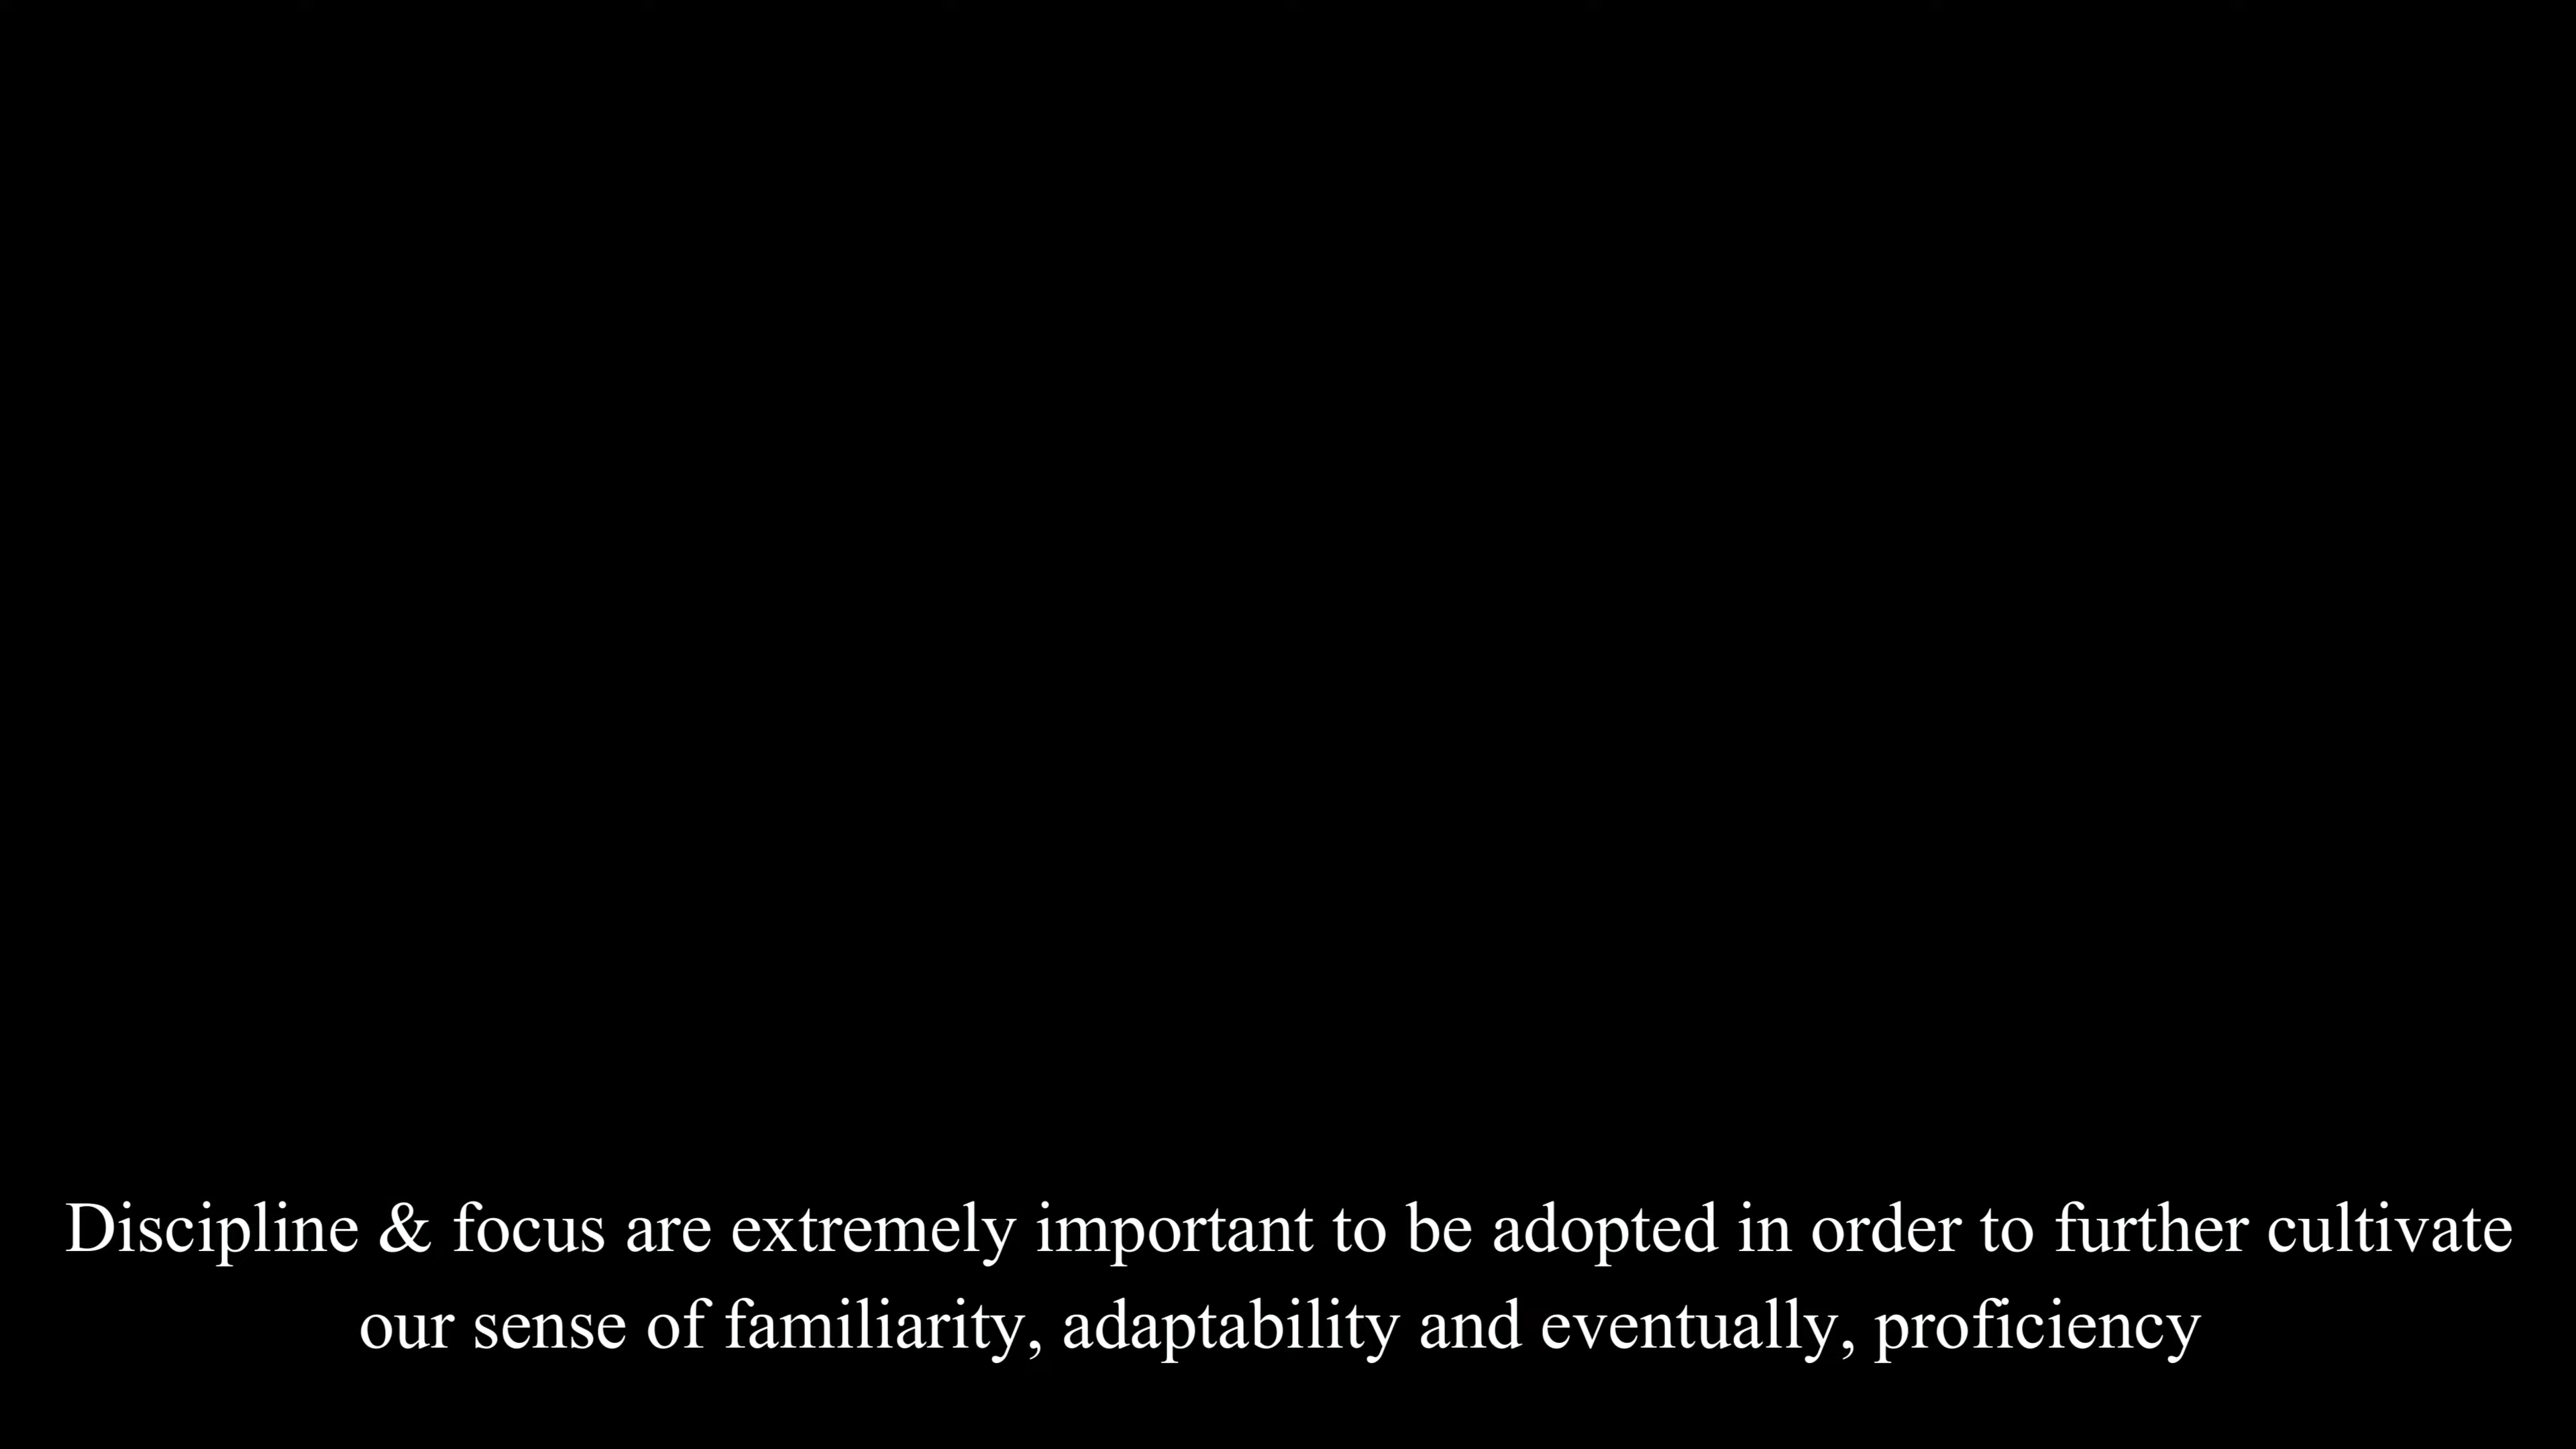 Discipline & focus are extremely important to be adopted in order to further cultivate
our sense of familiarity, adaptability and eventually, proficiency